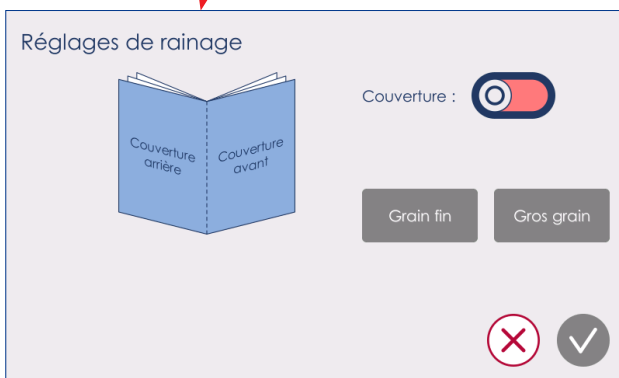 Réglages de rainage
Couverture :
Couverture
arrière
Couverture
avant
Grain fin
Gros grain